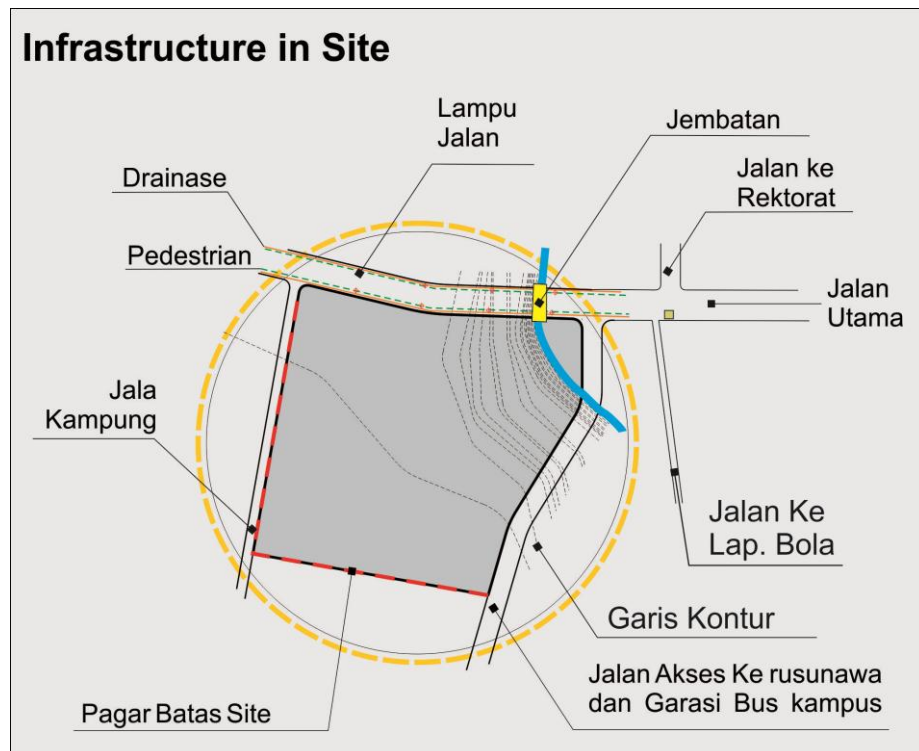 Infrastructure in Site
Lampu
Jalan
Jembatan
Jalan ke
Rektorat
Drainase
Pedestrian
Jalan
Utama
Jala
Kampung
Jalan Ke
Lap. Bola
Garis Kontur
Jalan Akses Ke rusunawa
dan Garasi Bus kampus
Pagar Batas Site